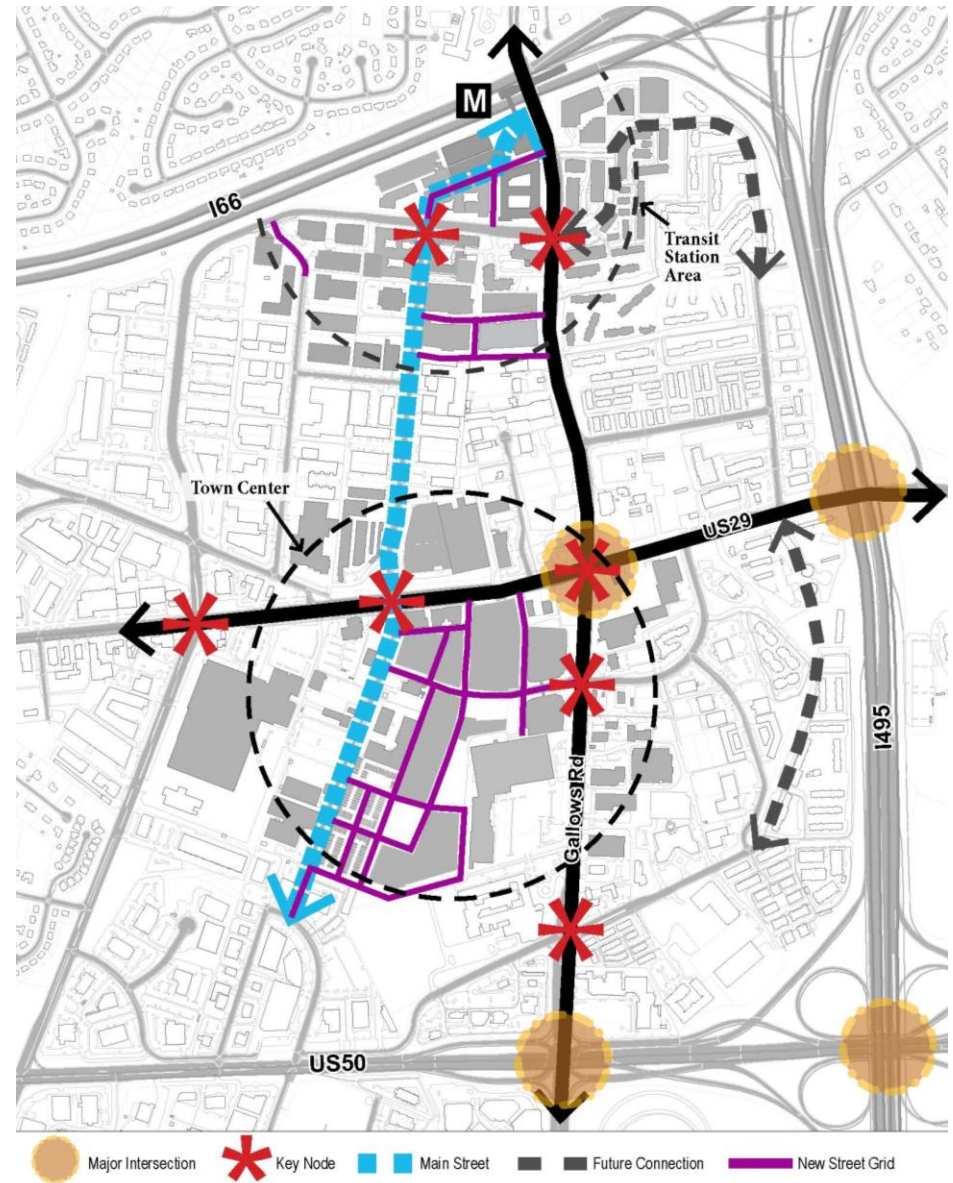 M
I66
Transit
Station
Area
Town Center
US29
I495
Gallows Rd
US50
Major Intersection
Key Node
Main Street
Future Connection
New Street Grid